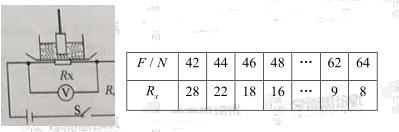 Rx
R
V
S
F / N 42 44 46 48 ··· 62 64
Rₓ 28 22 18 16 ··· 9 8